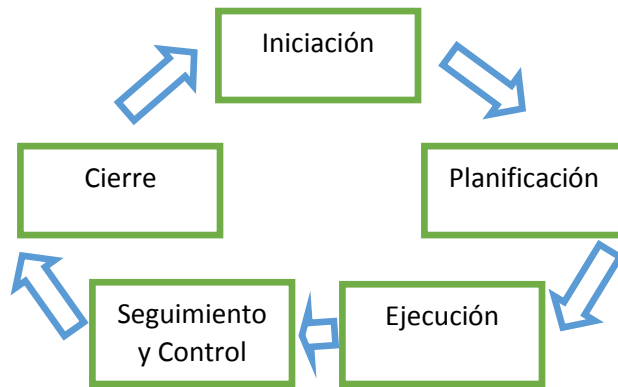 Iniciación
Planificación
Ejecución
Seguimiento
y Control
Cierre